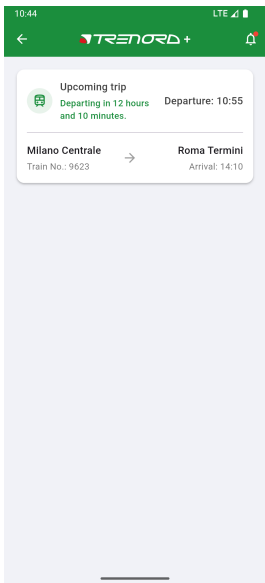 10:44
LTE
TRENORD +
Upcoming trip
Departing in 12 hours
and 10 minutes.
Departure: 10:55
Milano Centrale
Roma Termini
Train No.: 9623
Arrival: 14:10